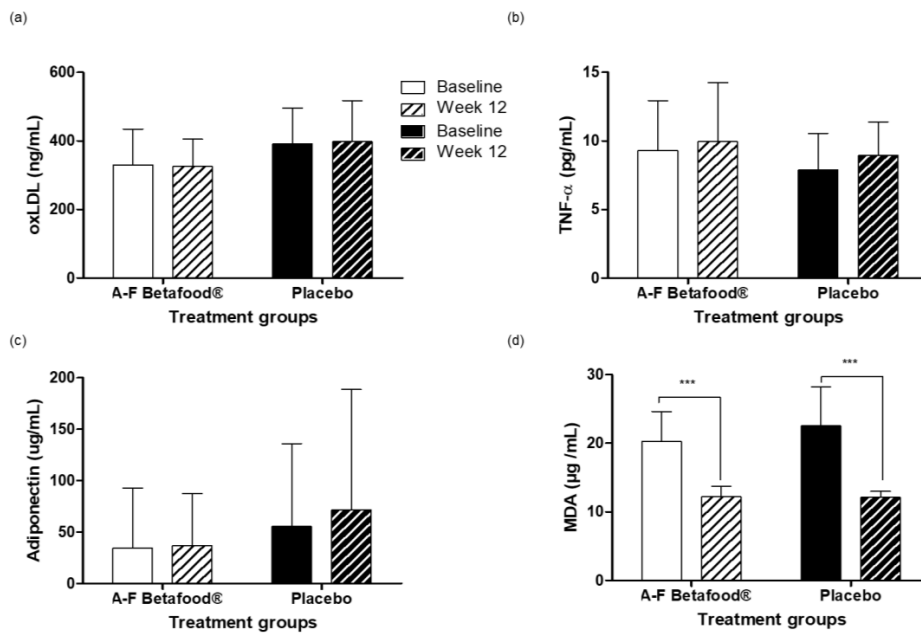 (a)
600
400
200
0
oxLDL (ng/mL)
A-F Betafood®
Placebo
Treatment groups
Baseline
Week 12
Baseline
Week 12
(b)
15
10
5
0
TNF-α (pg/mL)
A-F Betafood®
Placebo
Treatment groups
(c)
200
150
100
50
0
Adiponectin (ug/mL)
A-F Betafood®
Placebo
Treatment groups
(d)
30
20
10
0
MDA (µg /mL)
***
***
A-F Betafood®
Placebo
Treatment groups